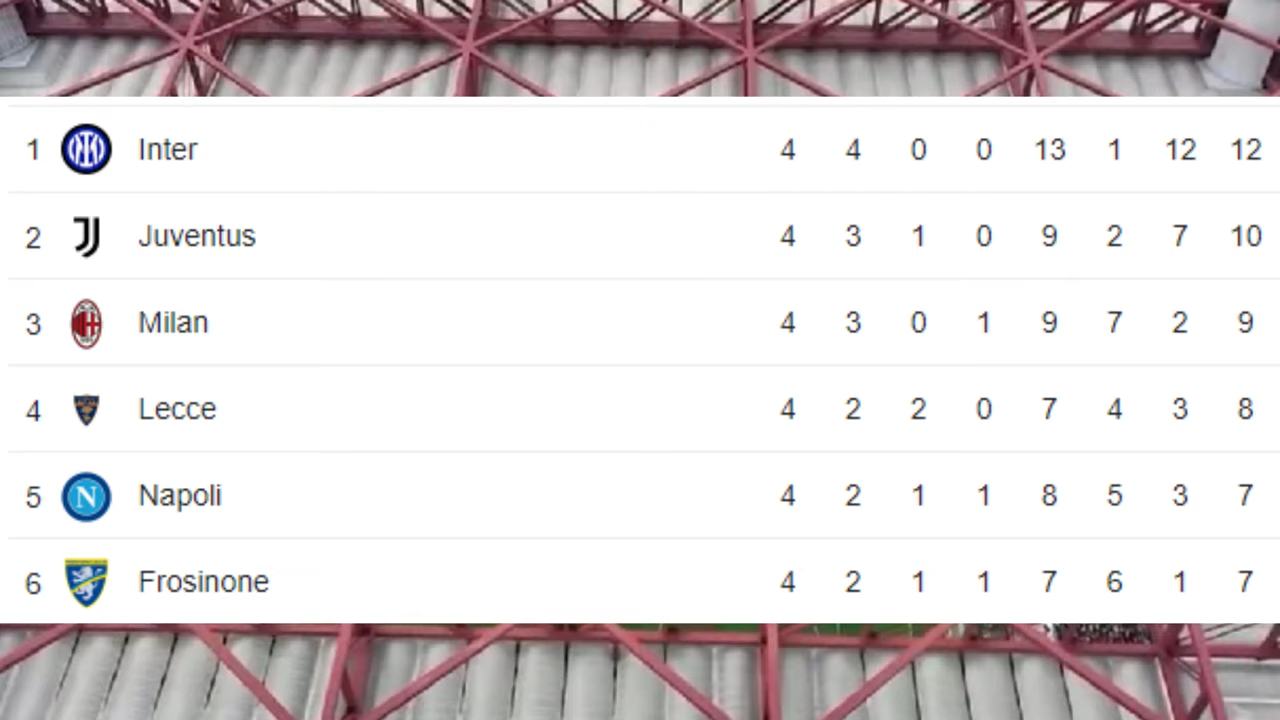 1 Inter 4 4 0 0 13 1 12 12
2 Juventus 4 3 1 0 9 2 7 10
3 Milan 4 3 0 1 9 7 2 9
4 Lecce 4 2 2 0 7 4 3 8
5 N Napoli 4 2 1 1 8 5 3 7
6 Frosinone 4 2 1 1 7 6 1 7